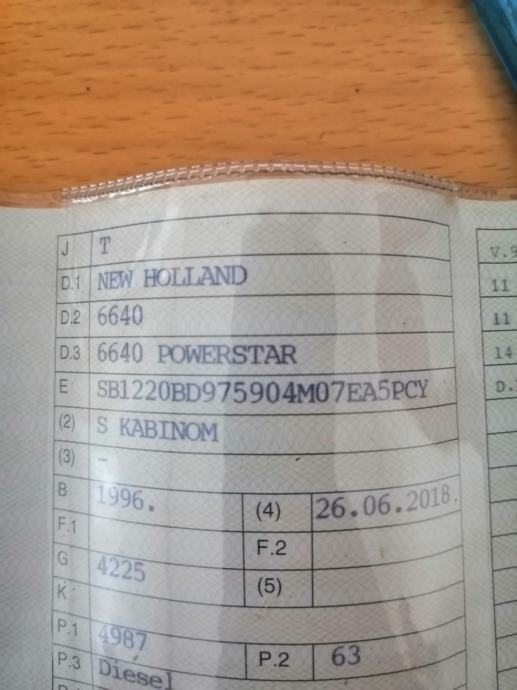 J T
D.1 NEW HOLLAND
D.2 6640
D.3 6640 POWERSTAR
E SB1220BD975904M07EA5PCY
(2) S KABINOM
(3) -
B 1996. (4) 26.06.2018.
F.1 F.2
G 4225 (5)
K
P.1 4987 P.2 63
P.3 Diesel
V.9
11
11
14
D.